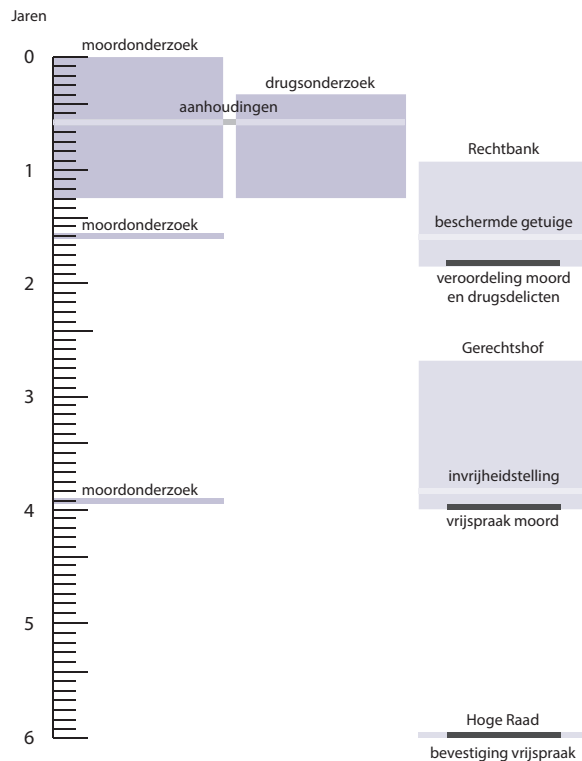 Jaren
0
moordonderzoek
drugsonderzoek
aanhoudingen
Rechtbank
1
moordonderzoek
beschermde getuige
2
veroordeling moord
en drugsdelicten
Gerechtshof
3
invrijheidstelling
moordonderzoek
4
vrijspraak moord
5
Hoge Raad
6
bevestiging vrijspraak